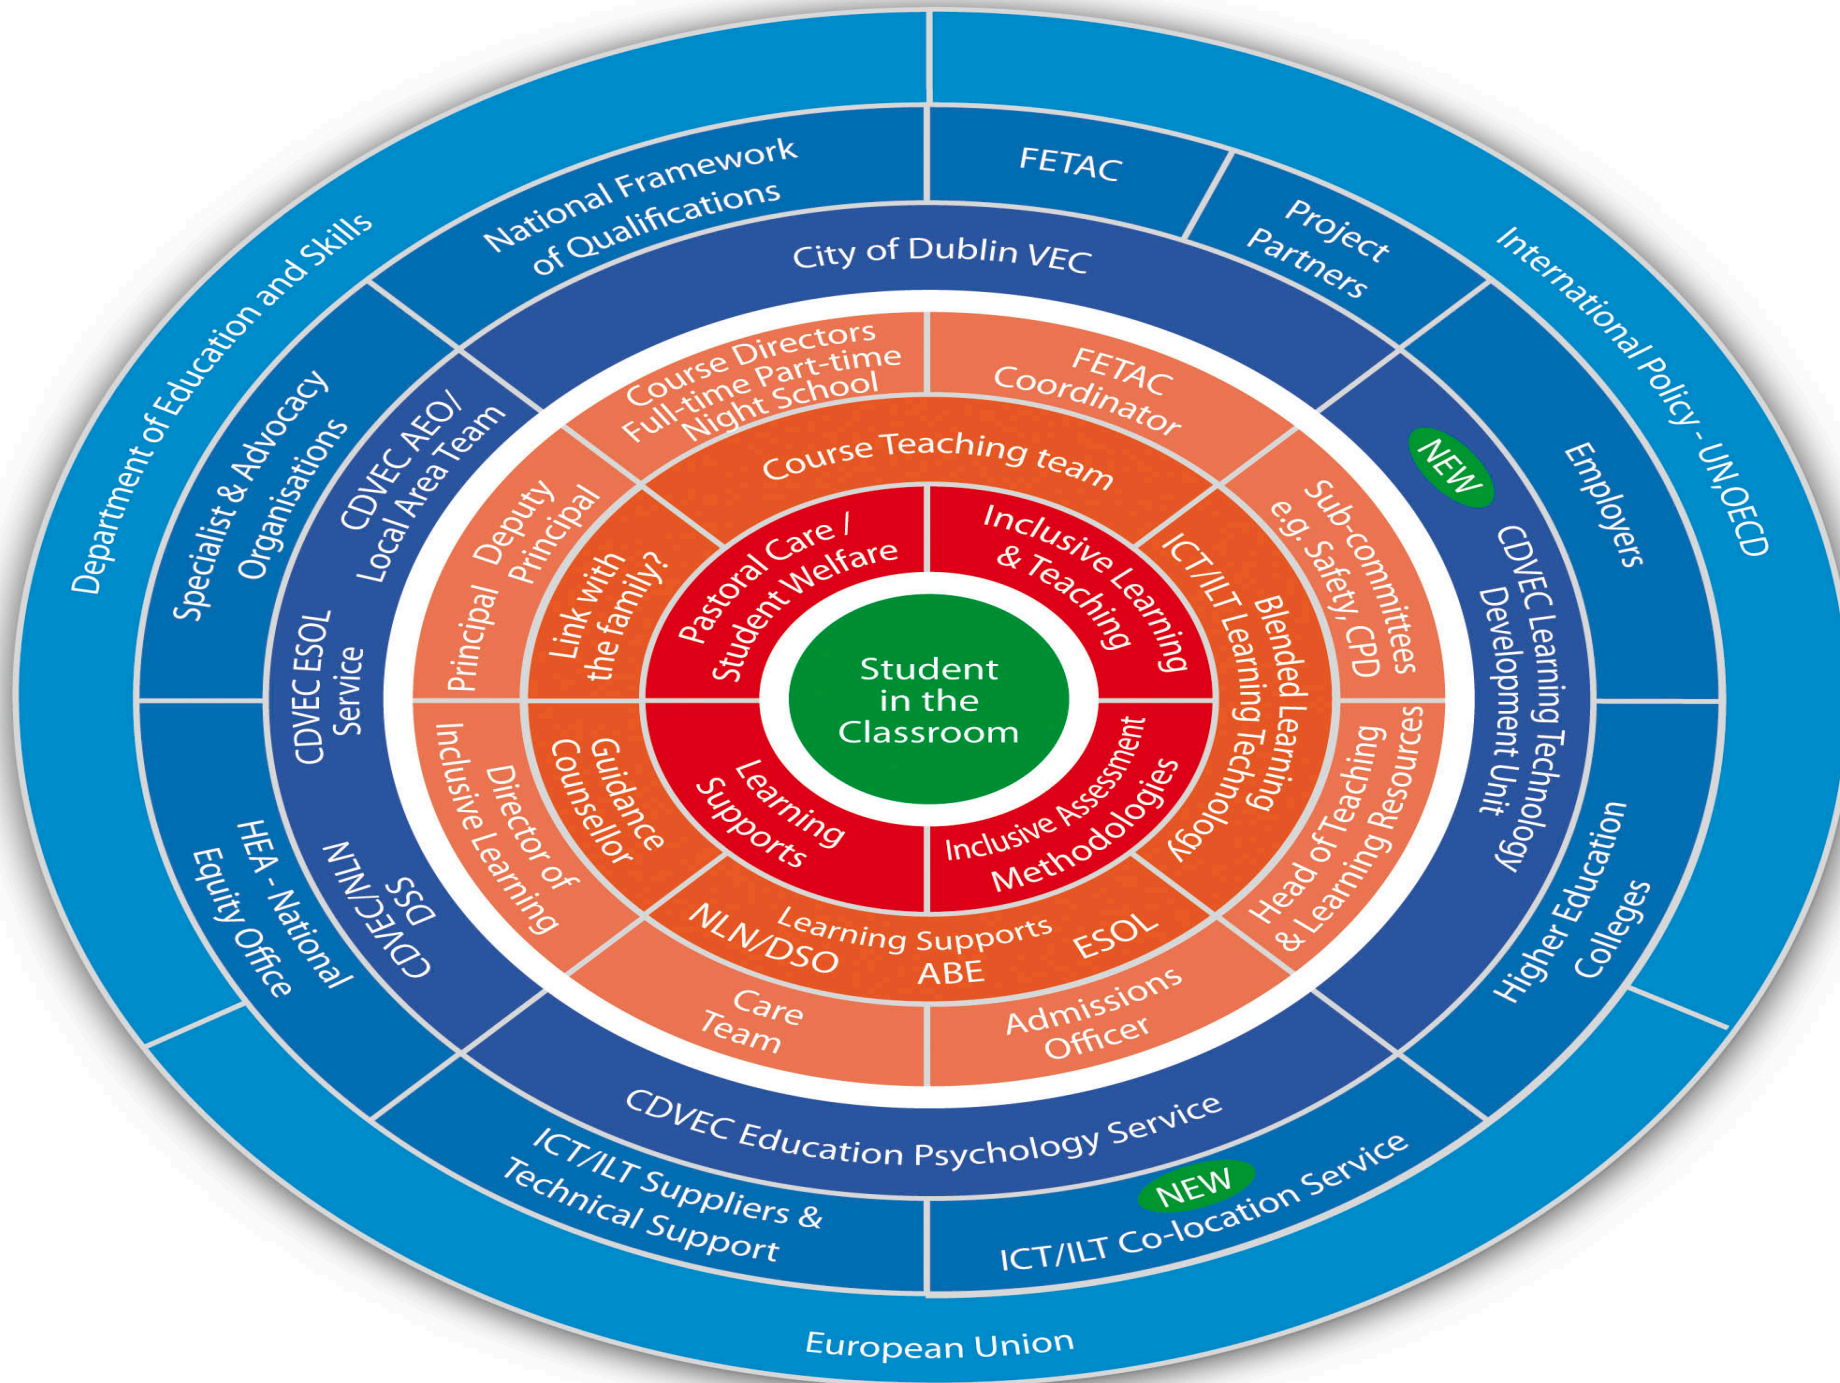 Department of Education and Skills
International Policy - UN,OECD
European Union
National Framework
of Qualifications
FETAC
Project
Partners
Employers
Higher Education
Colleges
NEW
ICT/ILT Co-location Service
ICT/ILT Suppliers &
Technical Support
HEA - National
Equity Office
Specialist & Advocacy
Organisations
City of Dublin VEC
NEW
CDVEC Learning Technology
Development Unit
CDVEC Education Psychology Service
CDVEC/NLN
DSS
CDVEC ESOL
Service
CDVEC AEO/
Local Area Team
Course Directors
Full-time Part-time
Night School
FETAC
Coordinator
Sub-committees
e.g. Safety, CPD
Head of Teaching
& Learning Resources
Admissions
Officer
Care
Team
Director of
Inclusive Learning
Principal Deputy
Principal
Course Teaching team
Blended Learning
ICT/ILT Learning Technology
Learning Supports
NLN/DSO ABE ESOL
Guidance
Counsellor
Link with
the family?
Pastoral Care /
Student Welfare
Inclusive Learning
& Teaching
Inclusive Assessment
Methodologies
Learning
Supports
Student
in the
Classroom